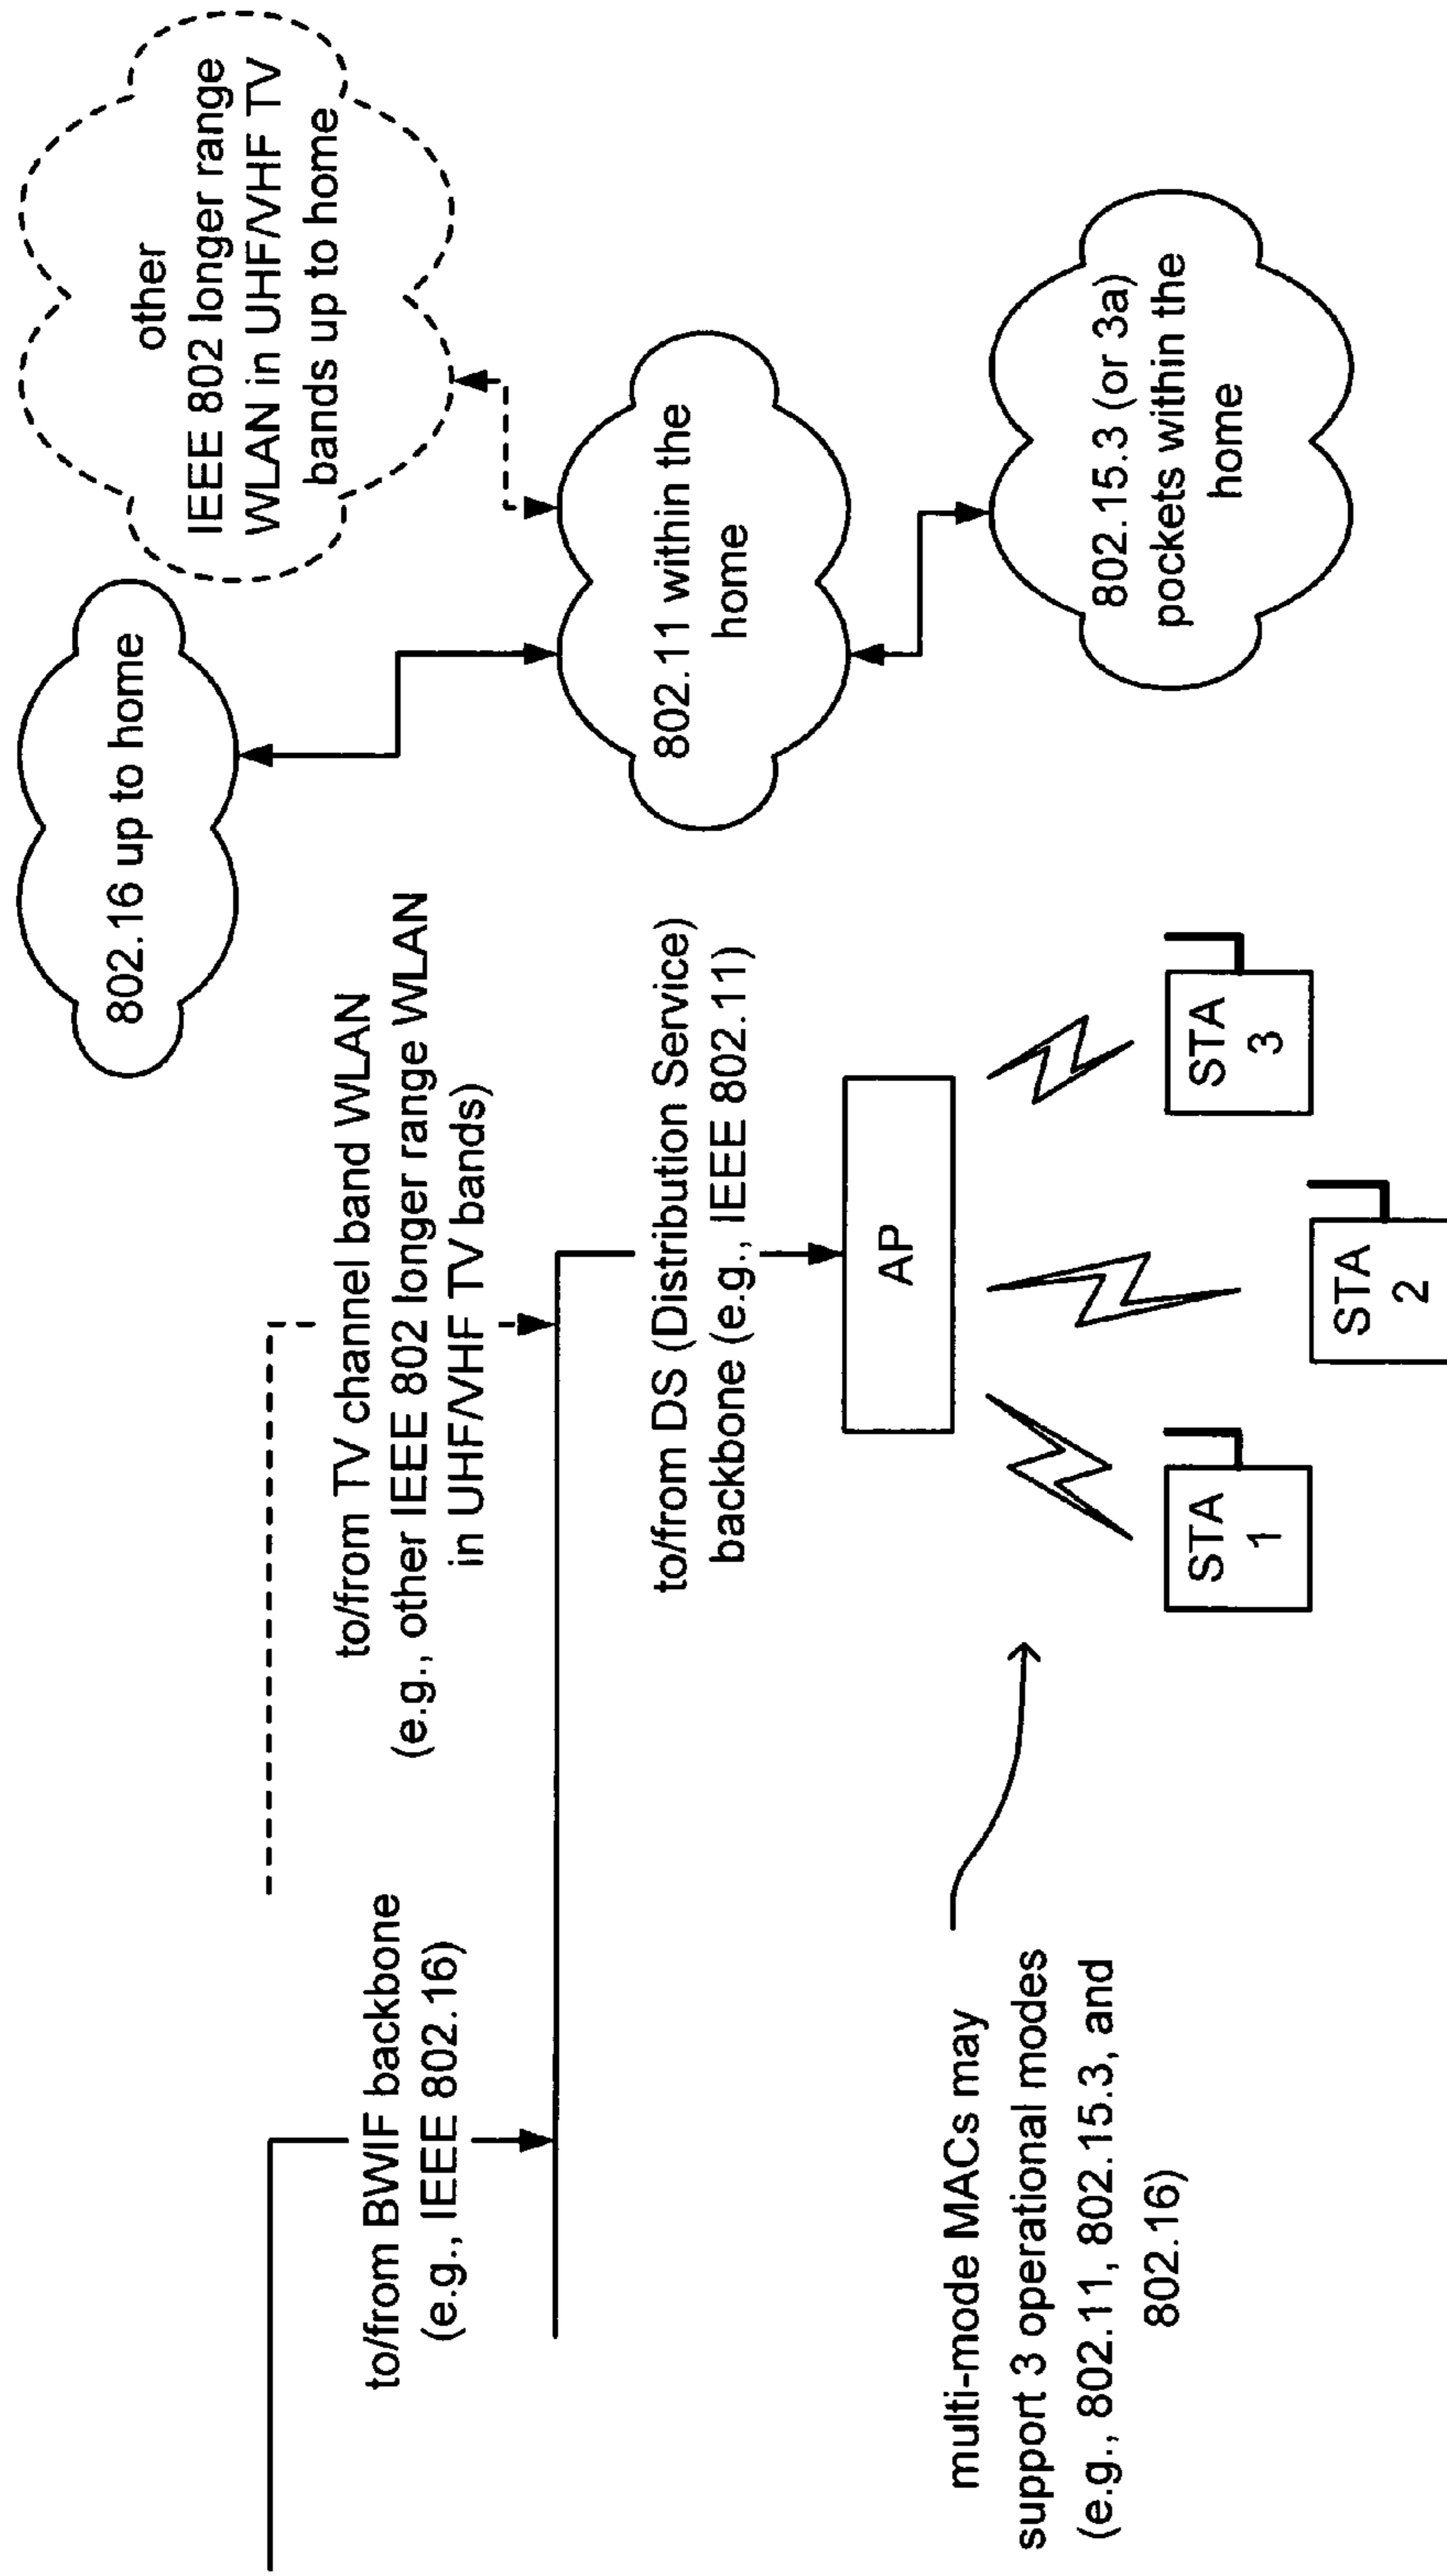 to/from BWIF backbone
(e.g., IEEE 802.16)
to/from TV channel band WLAN
(e.g., other IEEE 802 longer range WLAN
in UHF/VHF TV bands)
802.16 up to home
other
IEEE 802 longer range
WLAN in UHF/VHF TV
bands up to home
to/from DS (Distribution Service)
backbone (e.g., IEEE 802.11)
802.11 within the
home
AP
multi-mode MACs may
support 3 operational modes
(e.g., 802.11, 802.15.3, and
802.16)
STA
1
STA
2
STA
3
802.15.3 (or 3a)
pockets within the
home